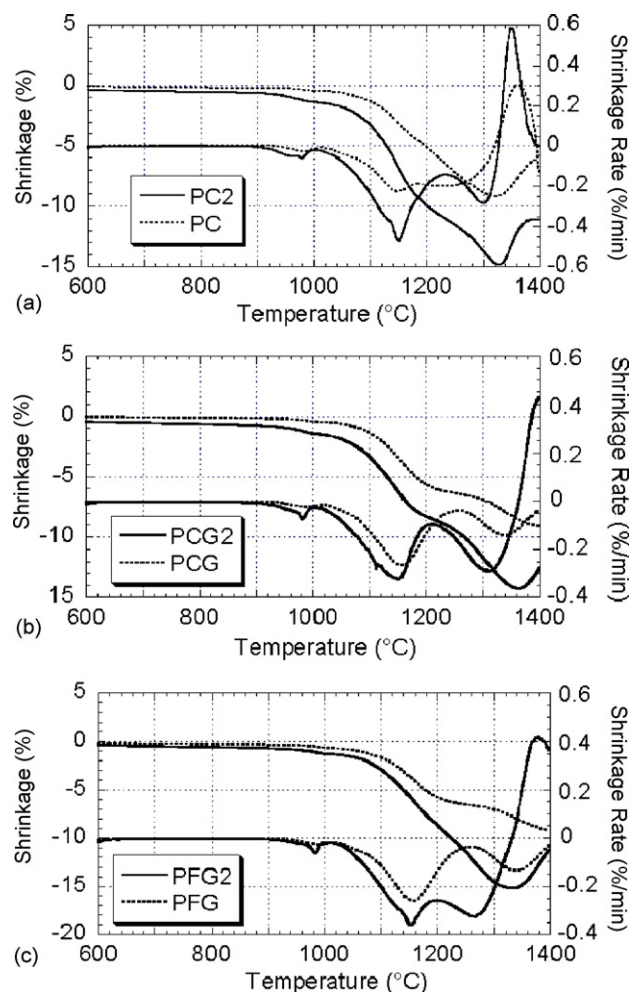 5
0
-5
-10
-15
Shrinkage (%)
0.6
0.4
0.2
0
-0.2
-0.4
-0.6
Shrinkage Rate (%/min)
PC2
PC
600 800 1000 1200 1400
Temperature (°C)
(a)
5
0
-5
-10
15
Shrinkage (%)
0.6
0.4
0.2
0
-0.2
-0.4
Shrinkage Rate (%/min)
PCG2
PCG
600 800 1000 1200 1400
Temperature (°C)
(b)
5
0
-5
-10
-15
-20
Shrinkage (%)
0.6
0.4
0.2
0
-0.2
-0.4
Shrinkage Rate (%/min)
PFG2
PFG
600 800 1000 1200 1400
Temperature (°C)
(c)